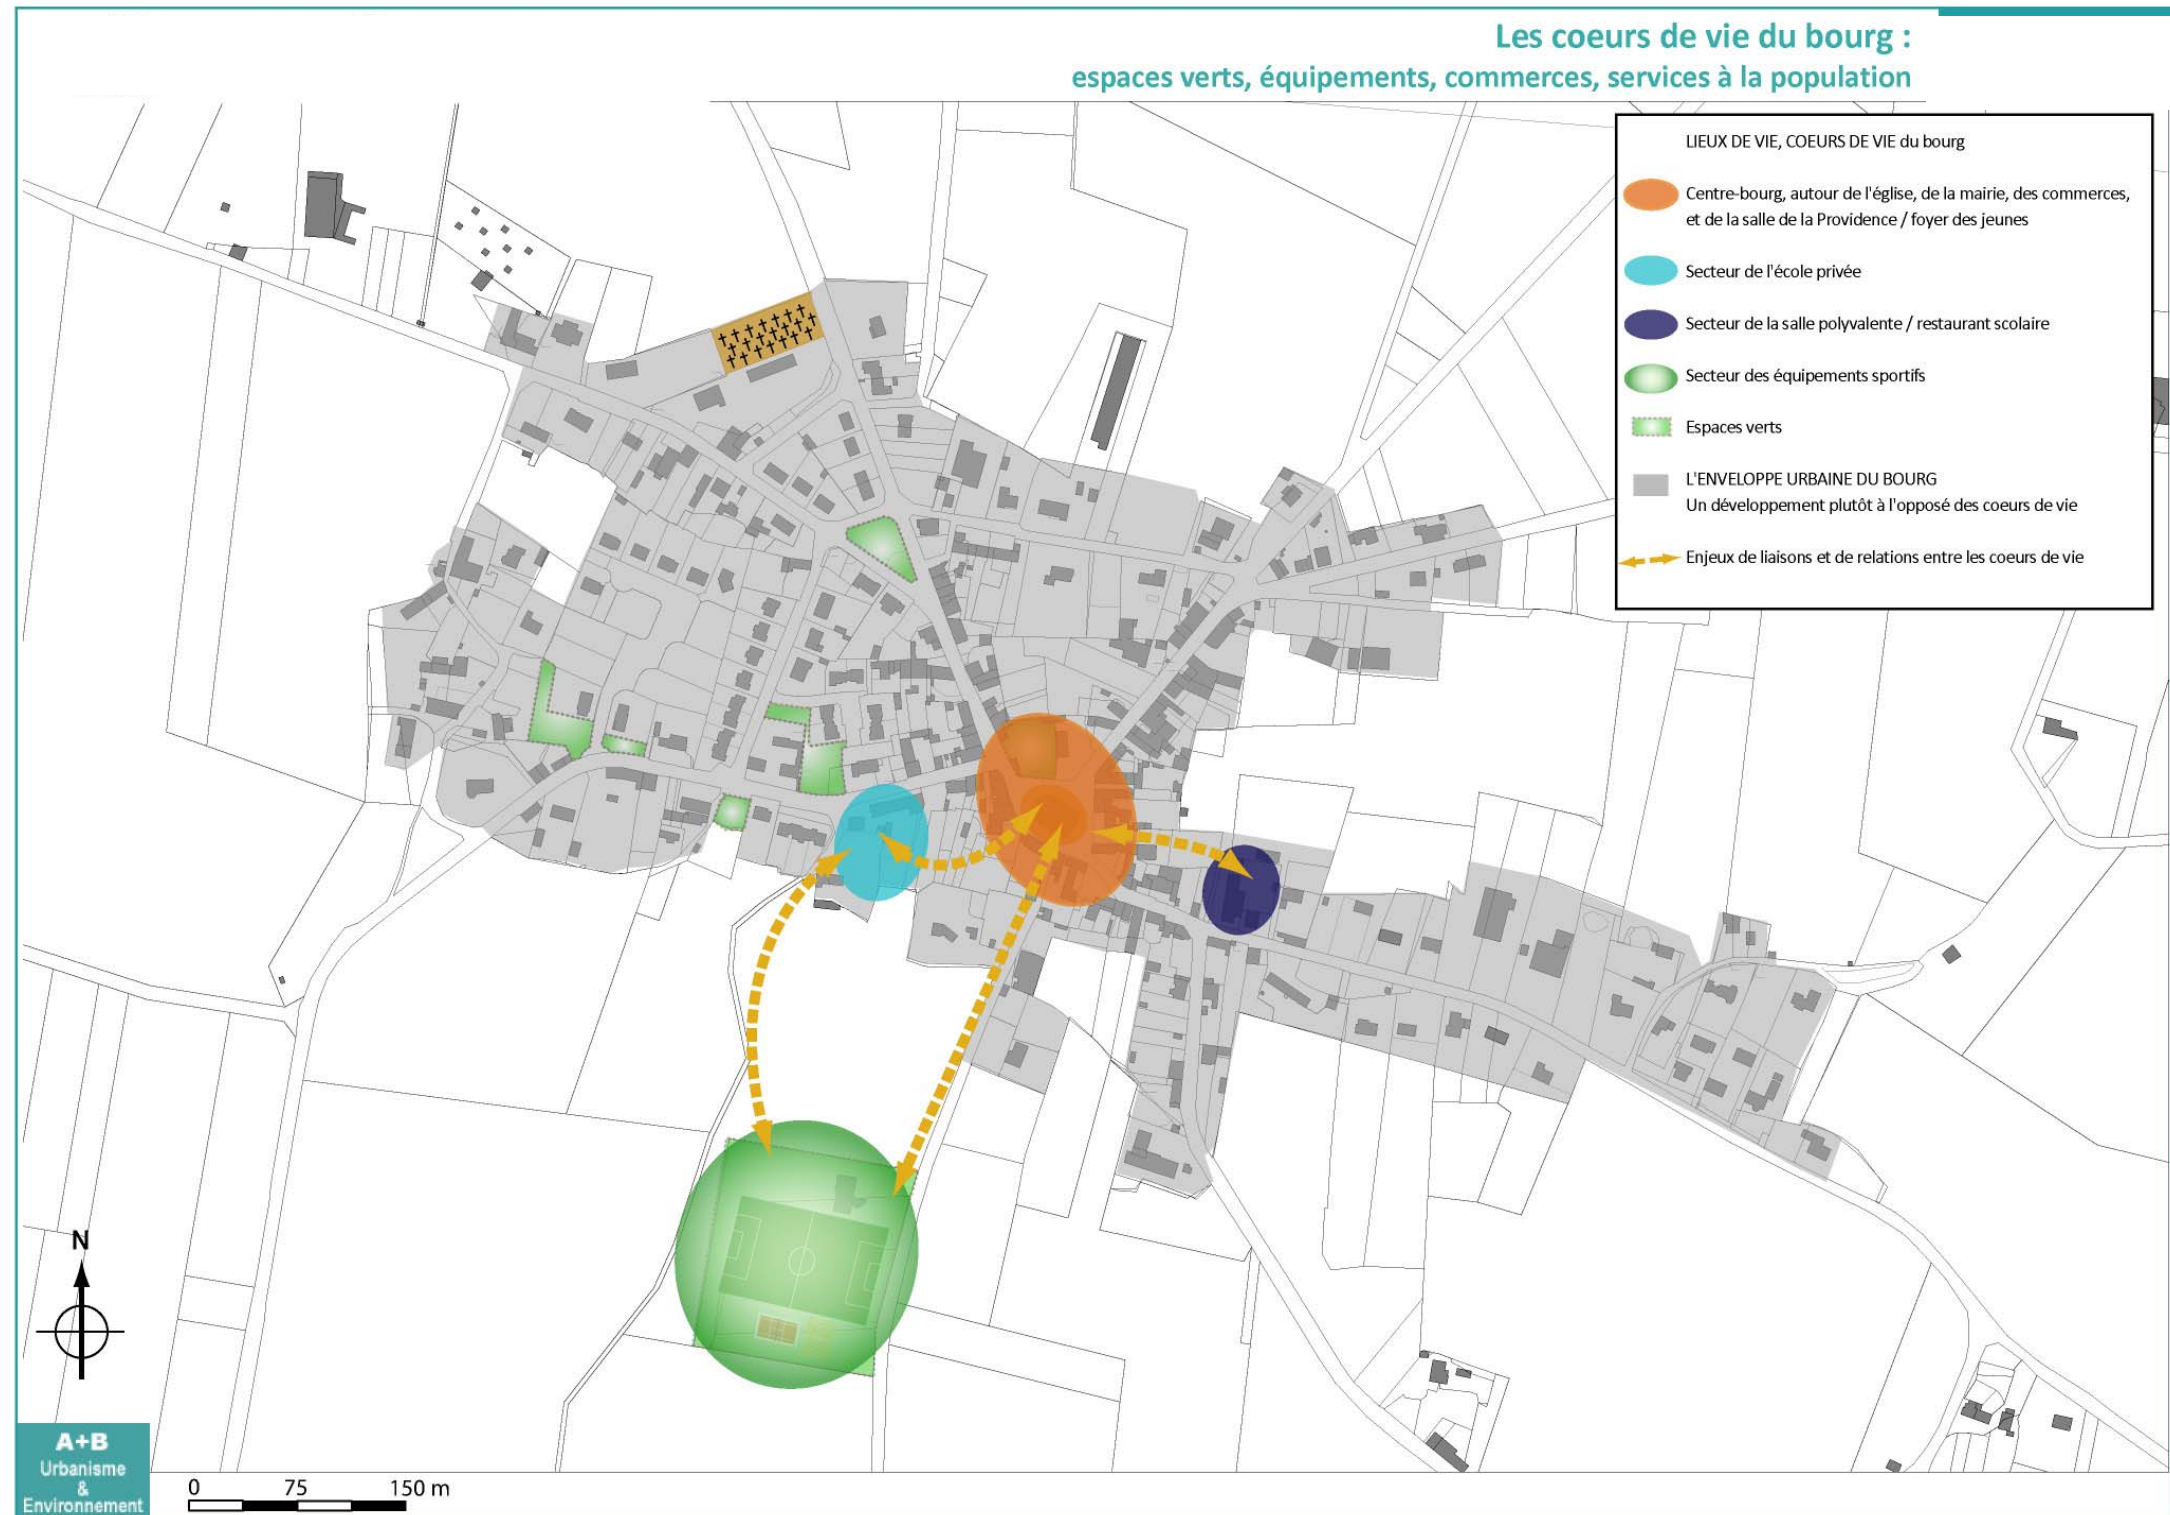 Les coeurs de vie du bourg :
espaces verts, équipements, commerces, services à la population
LIEUX DE VIE, COEURS DE VIE du bourg
Centre-bourg, autour de l'église, de la mairie, des commerces,
et de la salle de la Providence / foyer des jeunes
Secteur de l'école privée
Secteur de la salle polyvalente / restaurant scolaire
Secteur des équipements sportifs
Espaces verts
L'ENVELOPPE URBAINE DU BOURG
Un développement plutôt à l'opposé des coeurs de vie
Enjeux de liaisons et de relations entre les coeurs de vie
N
A+B
Urbanisme
&
Environnement
0 75 150 m